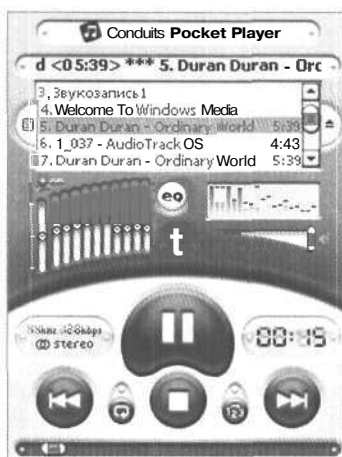 Conduits Pocket Player
d <05:39> *** 5. Duran Duran - Orc
3, Звукозапись1
4. Welcome To Windows Media
5. Duran Duran - Ordinary World 5:39
6. 1_037 - AudioTrack OS 4:43
7. Duran Duran - Ordinary World 5:39
eq
t
128kbps
stereo
00:15
123